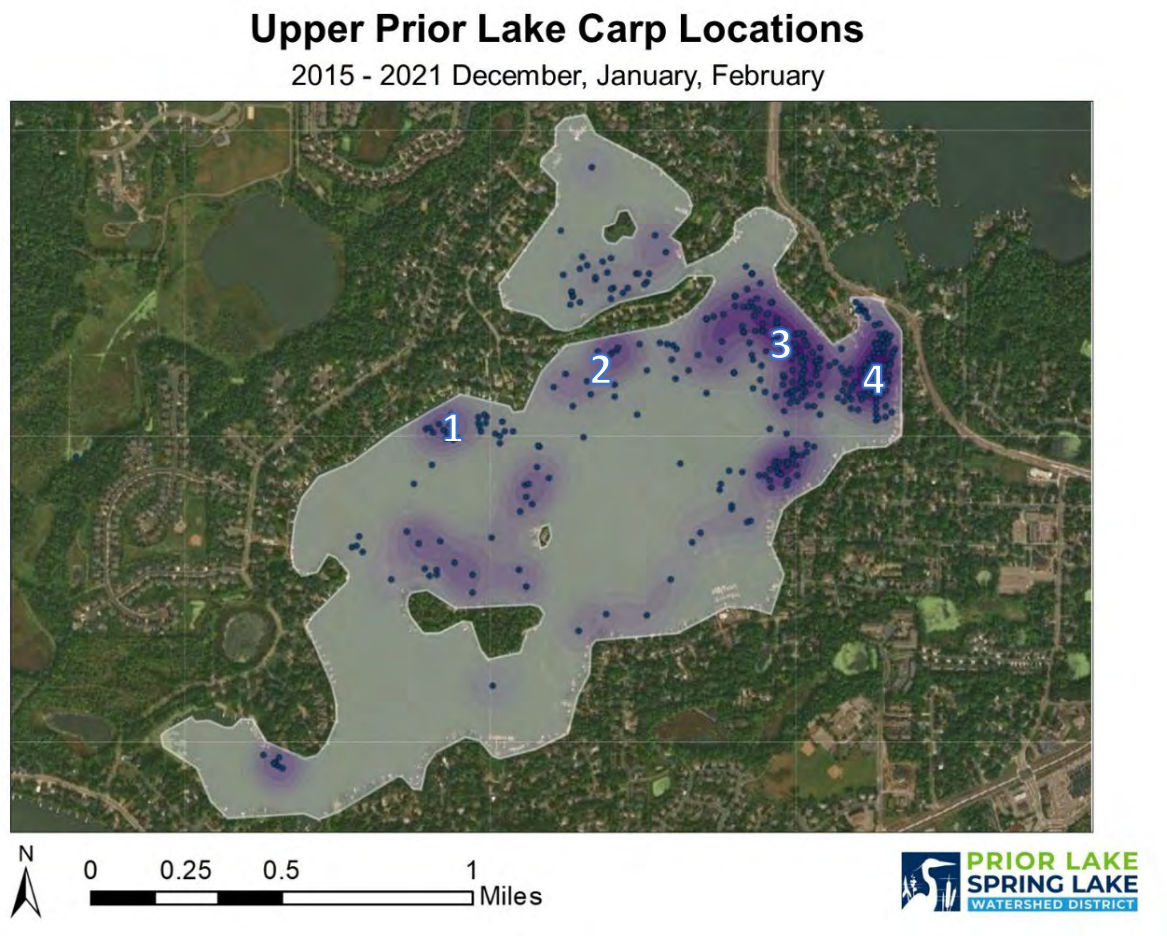 Upper Prior Lake Carp Locations
2015 - 2021 December, January, February
3
2
4
1
N
0 0.25 0.5 1
Miles
PRIOR LAKE
SPRING LAKE
WATERSHED DISTRICT